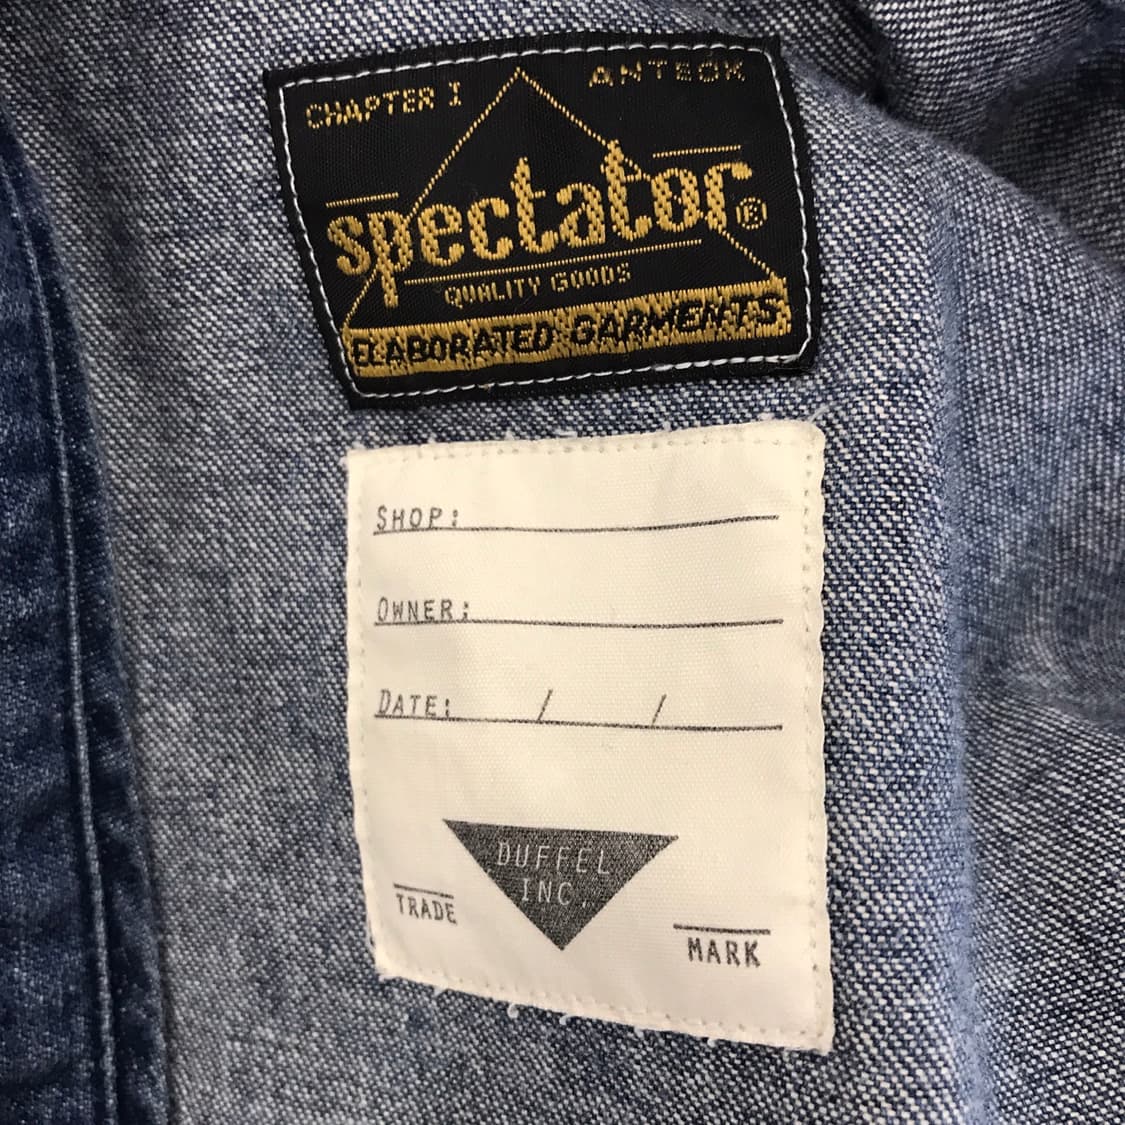 CHAPTER I ANTEOK
spectator®
QUALITY GOODS
ELABORATED GARMENTS
SHOP:
OWNER:
DATE: / /
DUFFEL
INC.
TRADE MARK